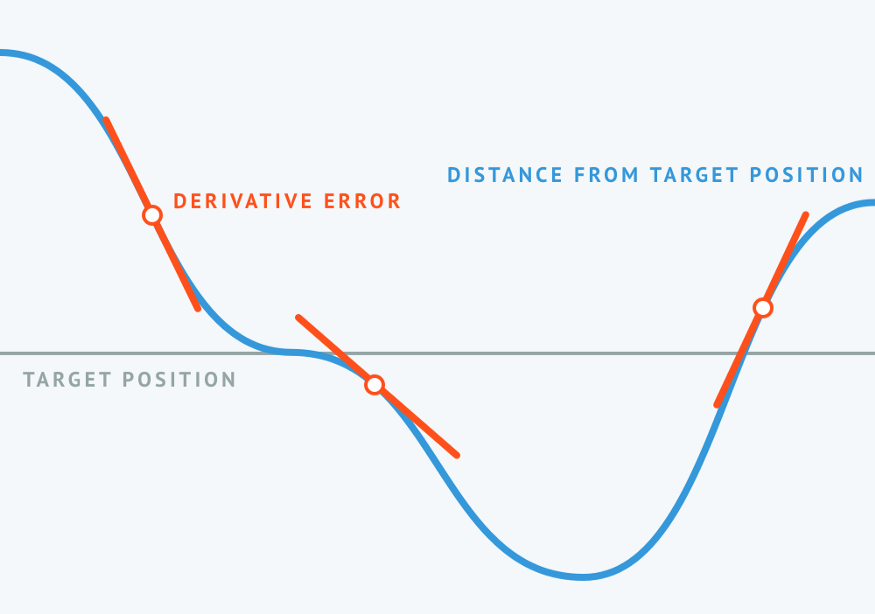 DISTANCE FROM TARGET POSITION
DERIVATIVE ERROR
TARGET POSITION